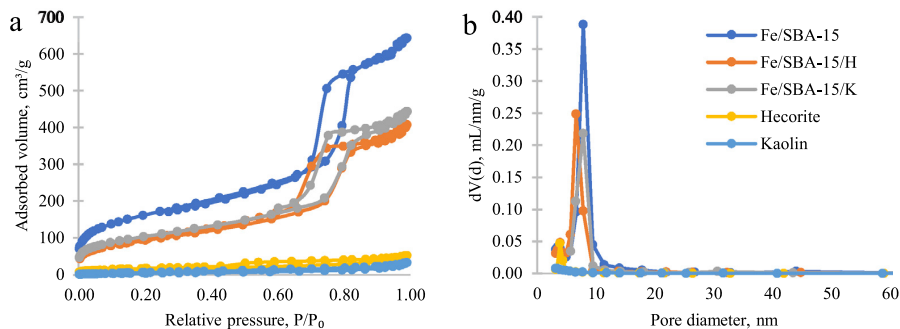 a
700
600
500
400
300
200
100
0
0.00 0.20 0.40 0.60 0.80 1.00
Adsorbed volume, cm³/g
Relative pressure, P/P₀
b
0.40
0.35
0.30
0.25
0.20
0.15
0.10
0.05
0.00
0 10 20 30 40 50 60
dV(d), mL/nm/g
Pore diameter, nm
Fe/SBA-15
Fe/SBA-15/H
Fe/SBA-15/K
Hecorite
Kaolin